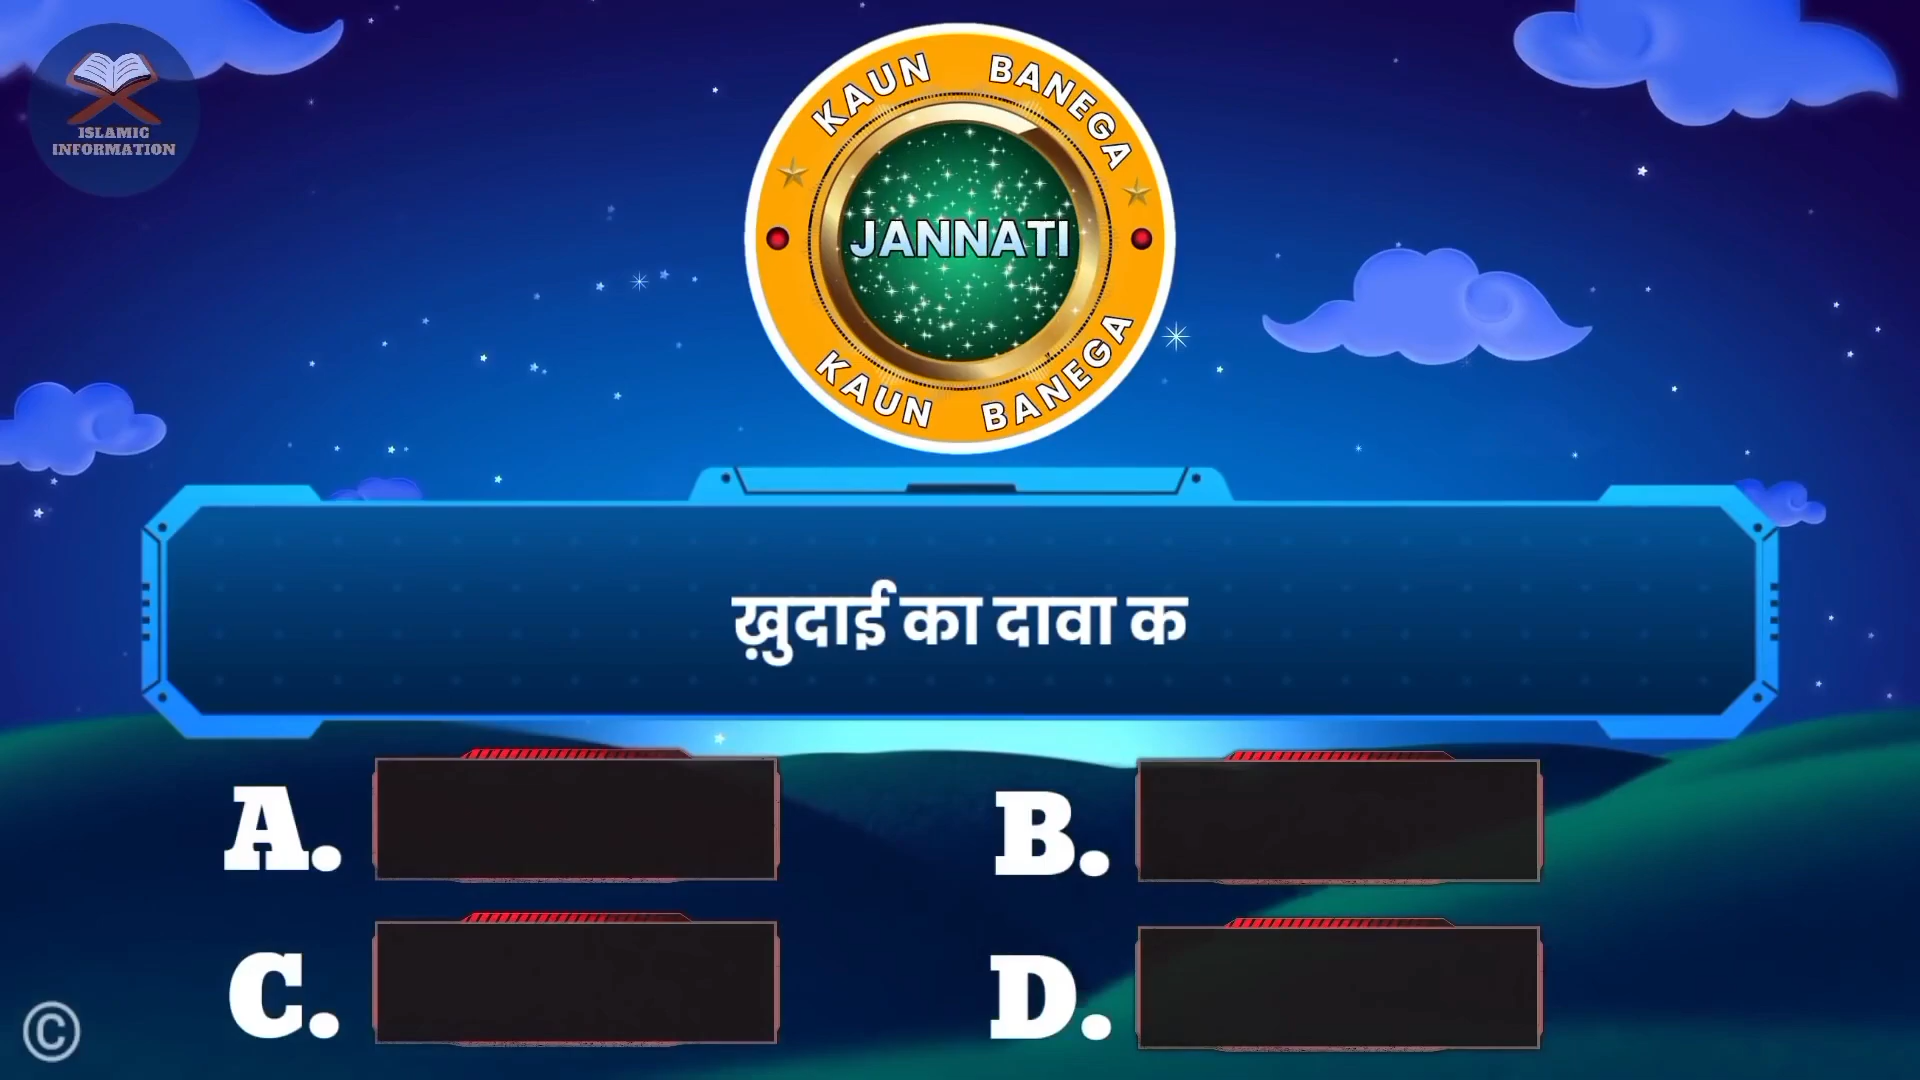 ISLAMIC
INFORMATION
KAUN BANEGA
JANNATI
KAUN BANEGA
ख़ुदाई का दावा क
A.
B.
C.
D.
©